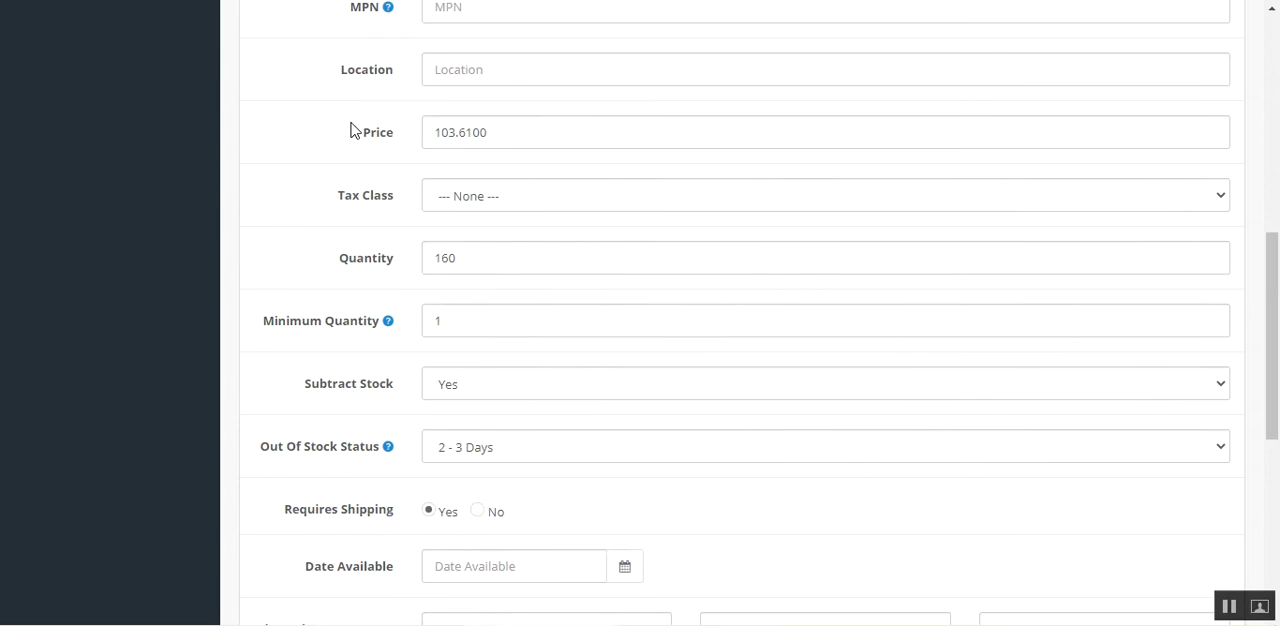 MPN ? MPN
Location Location
Price 103.6100
Tax Class --- None ---
Quantity 160
Minimum Quantity ? 1
Subtract Stock Yes
Out Of Stock Status ? 2 - 3 Days
Requires Shipping Yes No
Date Available Date Available